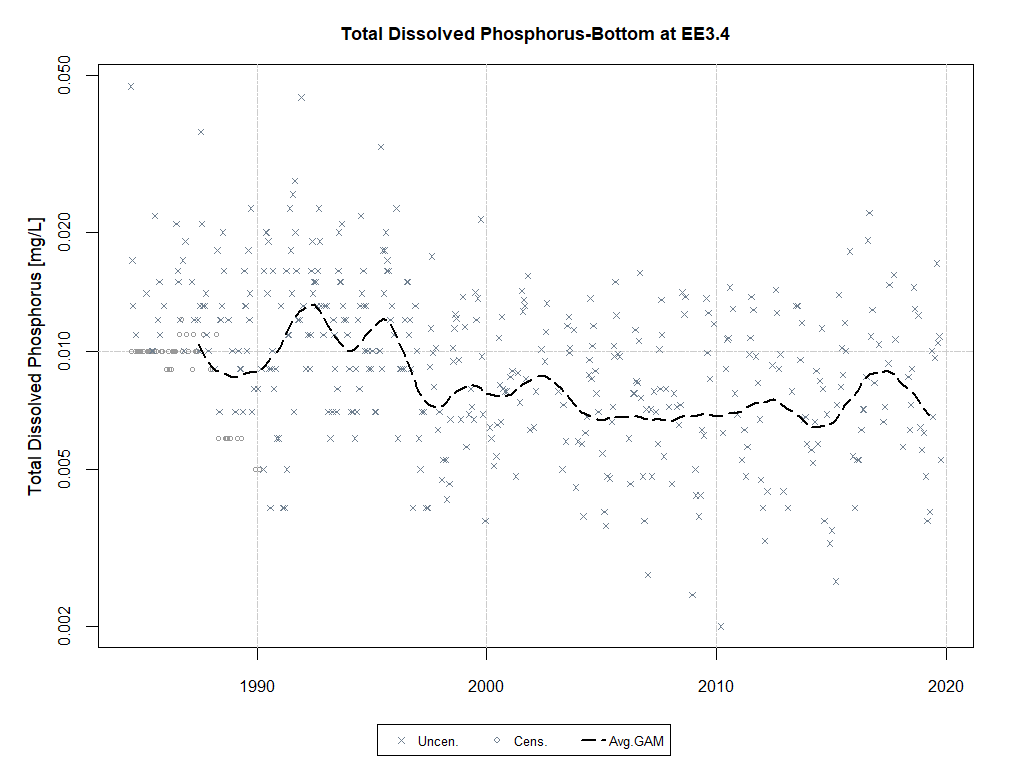 Total Dissolved Phosphorus-Bottom at EE3.4
Total Dissolved Phosphorus [mg/L]
0.050
0.020
0.010
0.005
0.002
1990 2000 2010 2020
Uncen. Cens. Avg.GAM